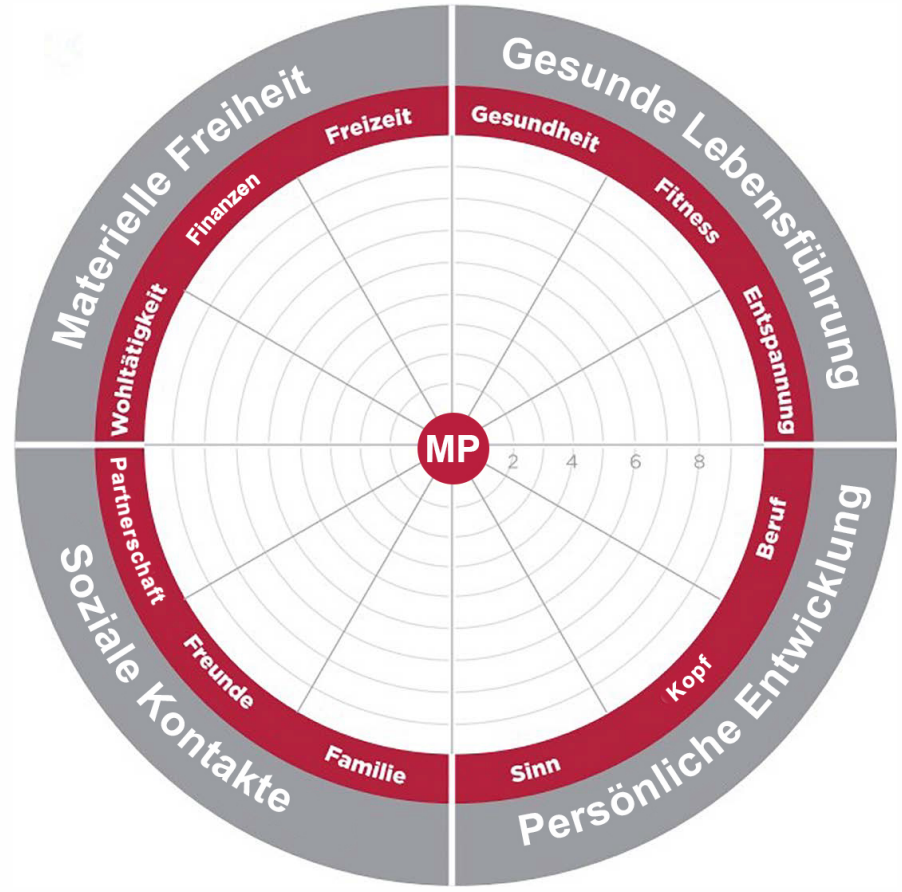 Materielle Freiheit
Gesunde Lebensführung
Freizeit
Gesundheit
Finanzen
Fitness
Wohltätigkeit
Entspannung
MP
2 4 6 8
Partnerschaft
Beruf
Freunde
Kopf
Familie
Sinn
Soziale Kontakte
Persönliche Entwicklung